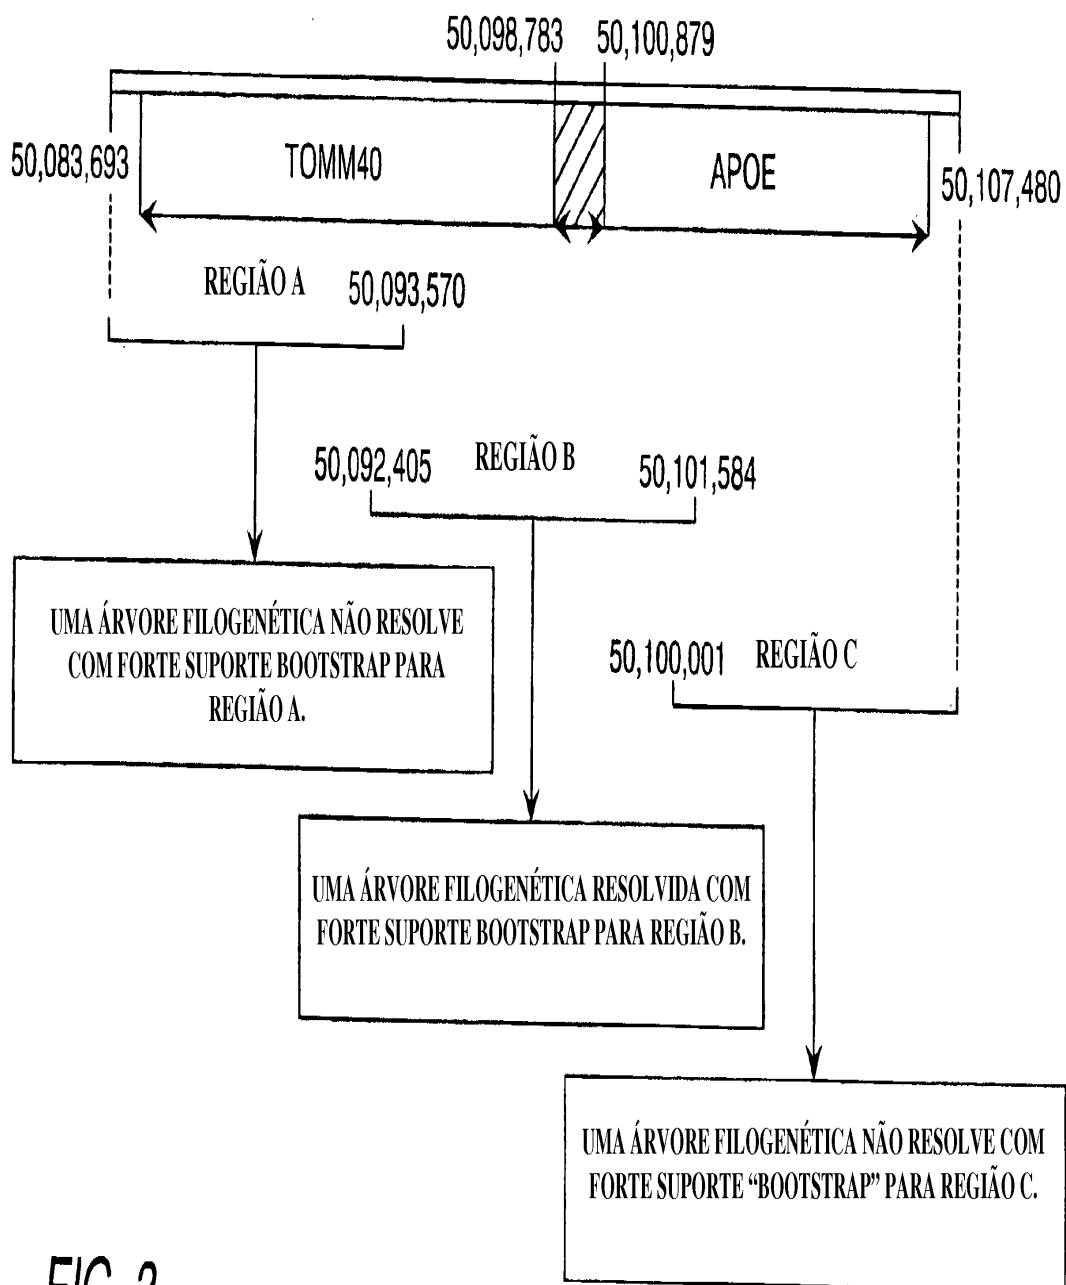 50,098,783 50,100,879
50,083,693
TOMM40
APOE
50,107,480
REGIÃO A
50,093,570
50,092,405
REGIÃO B
50,101,584
UMA ÁRVORE FILOGENÉTICA NÃO RESOLVE
COM FORTE SUPORTE BOOTSTRAP PARA
REGIÃO A.
50,100,001
REGIÃO C
UMA ÁRVORE FILOGENÉTICA RESOLVIDA COM
FORTE SUPORTE BOOTSTRAP PARA REGIÃO B.
UMA ÁRVORE FILOGENÉTICA NÃO RESOLVE COM
FORTE SUPORTE “BOOTSTRAP” PARA REGIÃO C.
FIG.